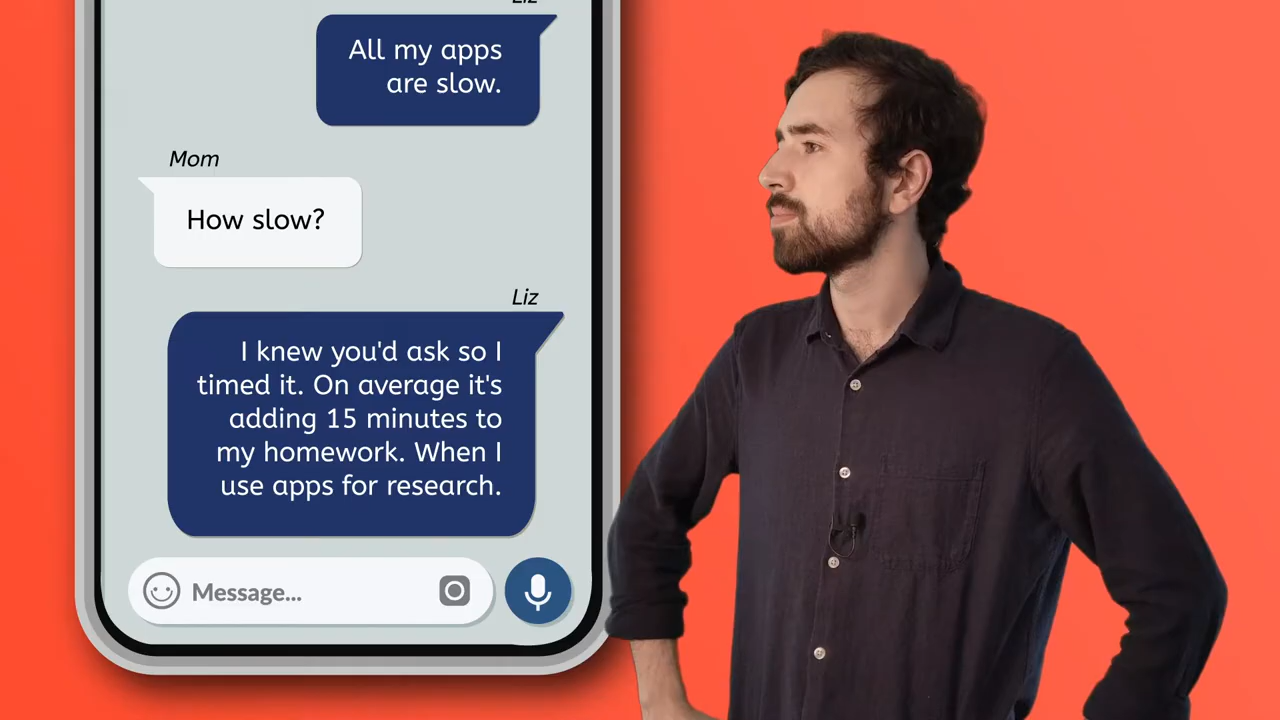 Liz
All my apps
are slow.
Mom
How slow?
Liz
I knew you'd ask so I
timed it. On average it's
adding 15 minutes to
my homework. When I
use apps for research.
Message...